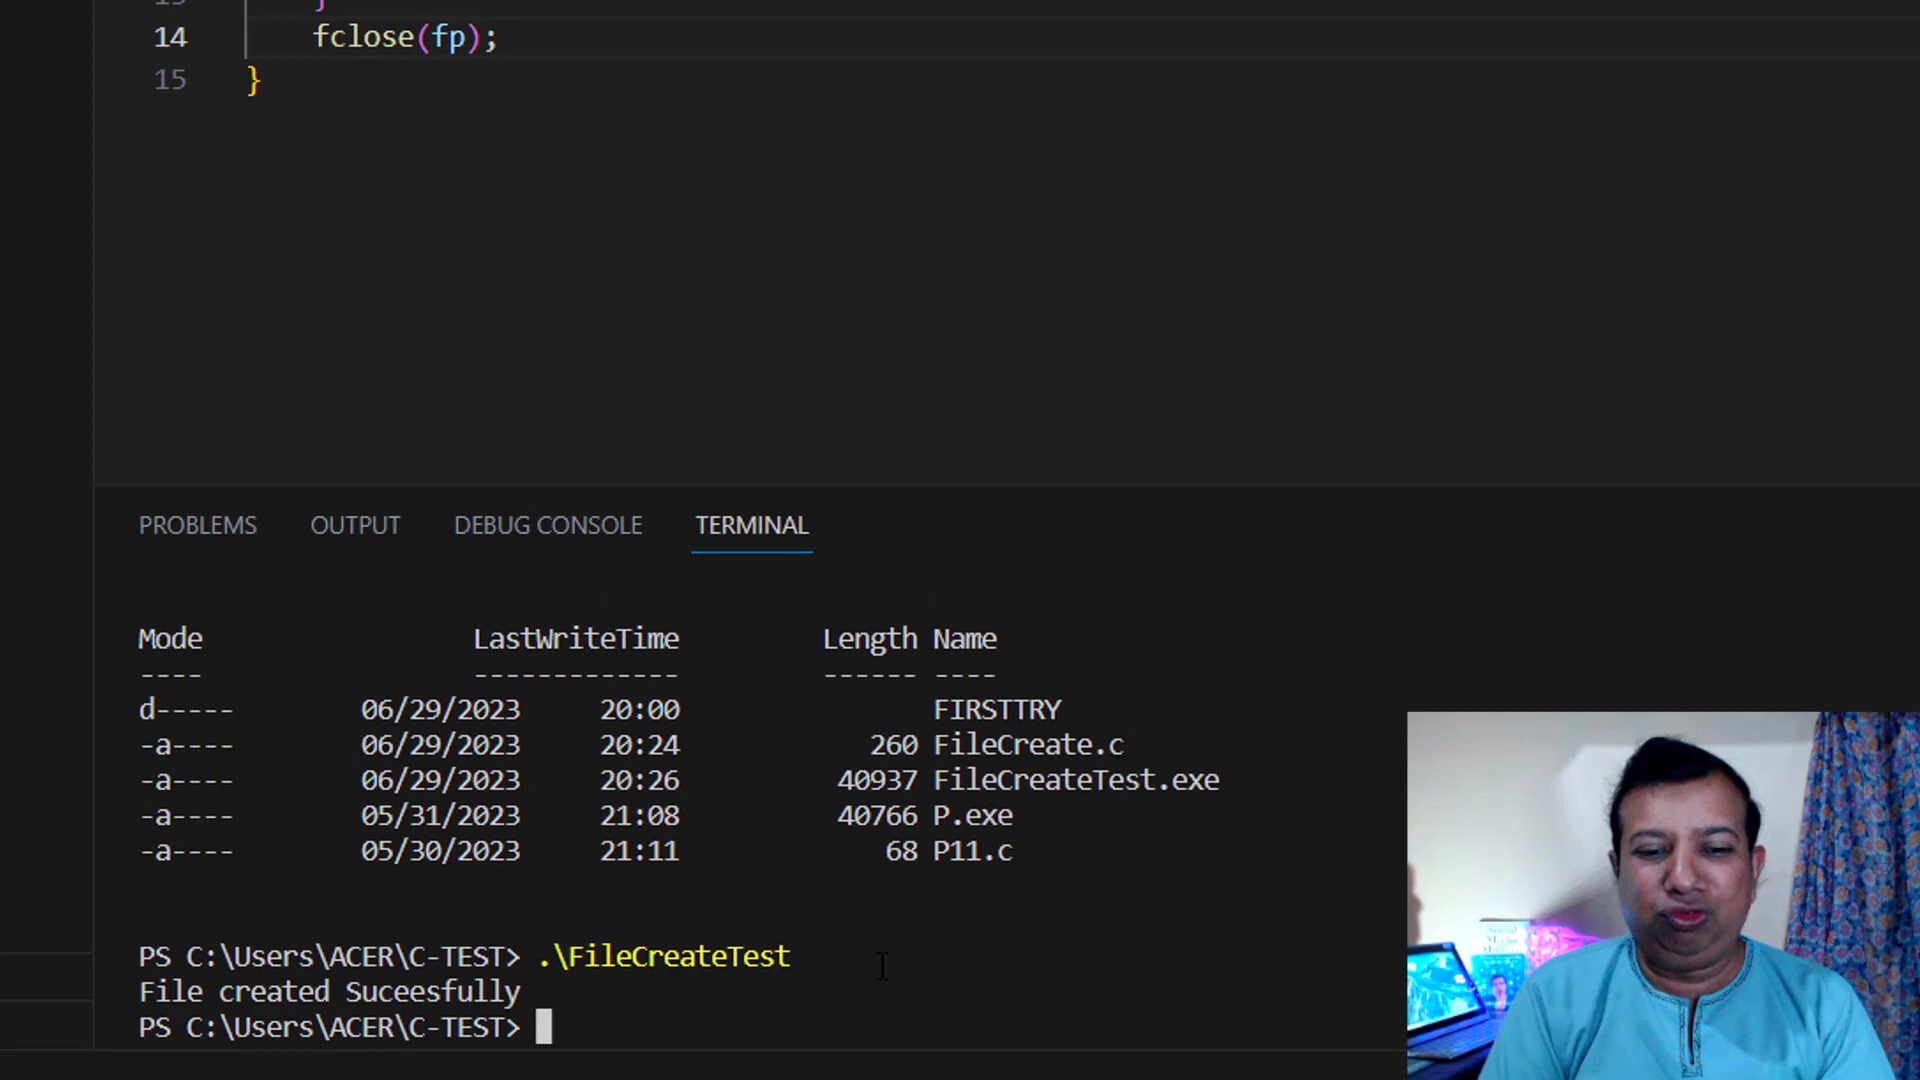 14 fclose(fp);
15 }
PROBLEMS OUTPUT DEBUG CONSOLE TERMINAL
Mode LastWriteTime Length Name
---- ------------- ------ ----
d----- 06/29/2023 20:00 FIRSTTRY
-a---- 06/29/2023 20:24 260 FileCreate.c
-a---- 06/29/2023 20:26 40937 FileCreateTest.exe
-a---- 05/31/2023 21:08 40766 P.exe
-a---- 05/30/2023 21:11 68 P11.c
PS C:\Users\ACER\C-TEST> .\FileCreateTest
File created Suceesfully
PS C:\Users\ACER\C-TEST>